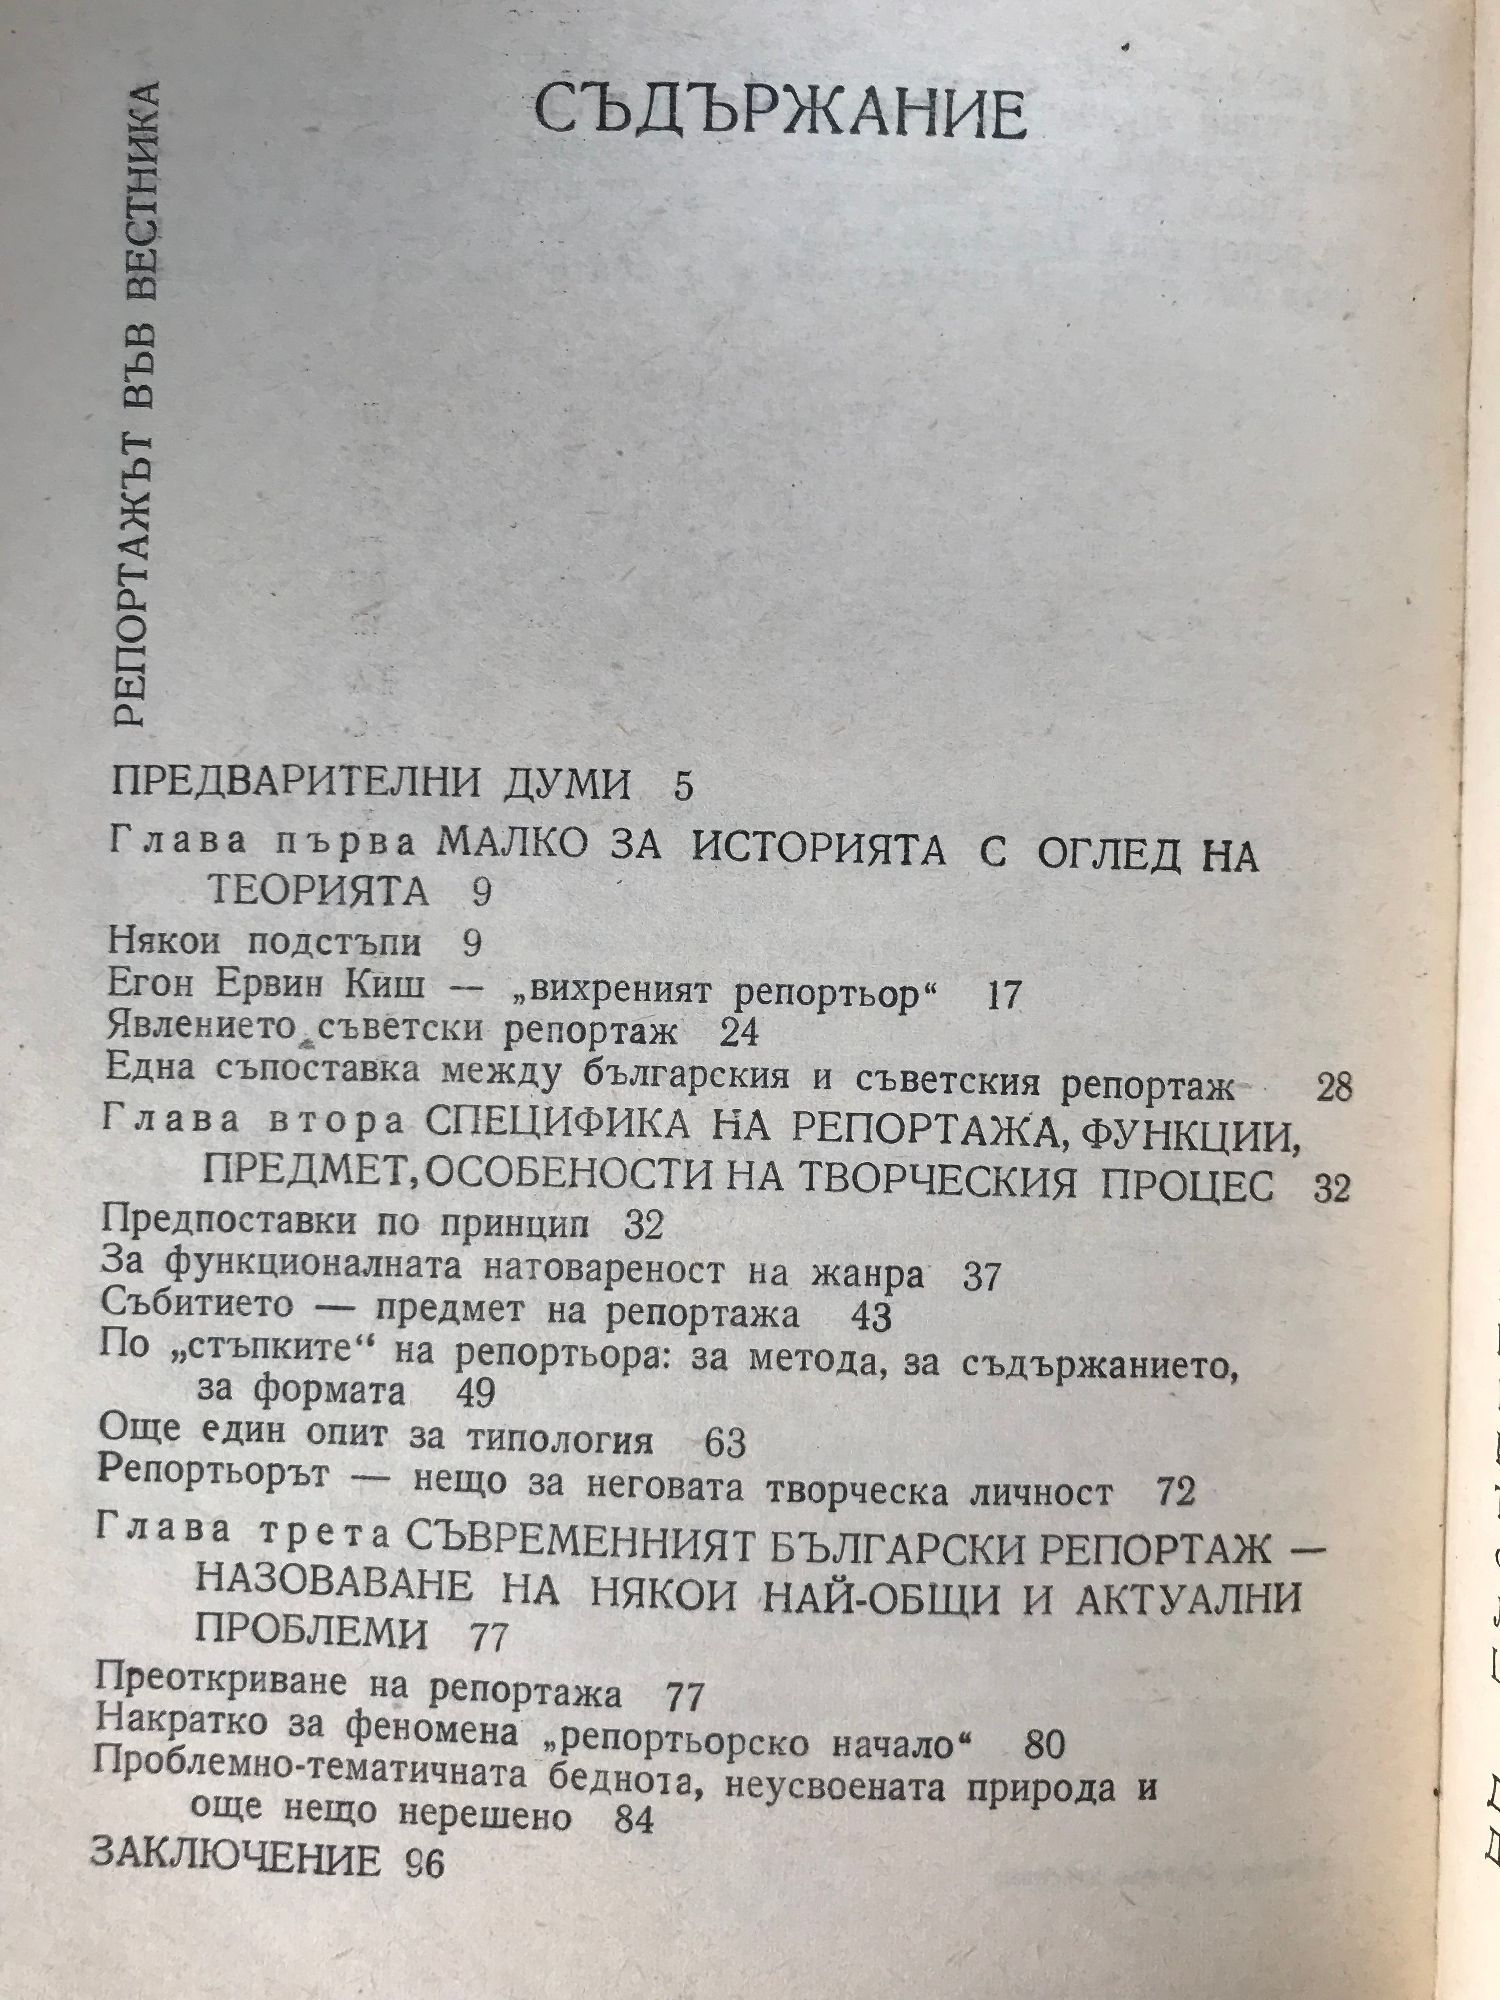 СЪДЪРЖАНИЕ
РЕПОРТАЖЪТ ВЪВ ВЕСТНИКА
ПРЕДВАРИТЕЛНИ ДУМИ 5
Глава първа МАЛКО ЗА ИСТОРИЯТА С ОГЛЕД НА
ТЕОРИЯТА 9
Някои подстъпи 9
Егон Ервин Киш — „вихреният репортьор“ 17
Явлението съветски репортаж 24
Една съпоставка между българския и съветския репортаж 28
Глава втора СПЕЦИФИКА НА РЕПОРТАЖА, ФУНКЦИИ,
ПРЕДМЕТ, ОСОБЕНОСТИ НА ТВОРЧЕСКИЯ ПРОЦЕС 32
Предпоставки по принцип 32
За функционалната натовареност на жанра 37
Събитието — предмет на репортажа 43
По „стъпките“ на репортьора: за метода, за съдържанието,
за формата 49
Още един опит за типология 63
Репортьорът — нещо за неговата творческа личност 72
Глава трета СЪВРЕМЕННИЯТ БЪЛГАРСКИ РЕПОРТАЖ —
НАЗОВАВАНЕ НА НЯКОИ НАЙ-ОБЩИ И АКТУАЛНИ
ПРОБЛЕМИ 77
Преоткриване на репортажа 77
Накратко за феномена „репортьорско начало“ 80
Проблемно-тематичната беднота, неусвоената природа и
още нещо нерешено 84
ЗАКЛЮЧЕНИЕ 96